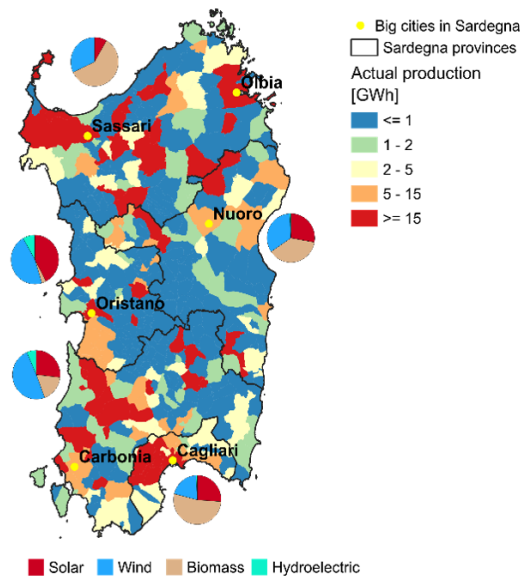 Big cities in Sardegna
Sardegna provinces
Actual production
[GWh]
<= 1
1 - 2
2 - 5
5 - 15
>= 15
Olbia
Sassari
Nuoro
Oristano
Carbonia
Cagliari
Solar
Wind
Biomass
Hydroelectric